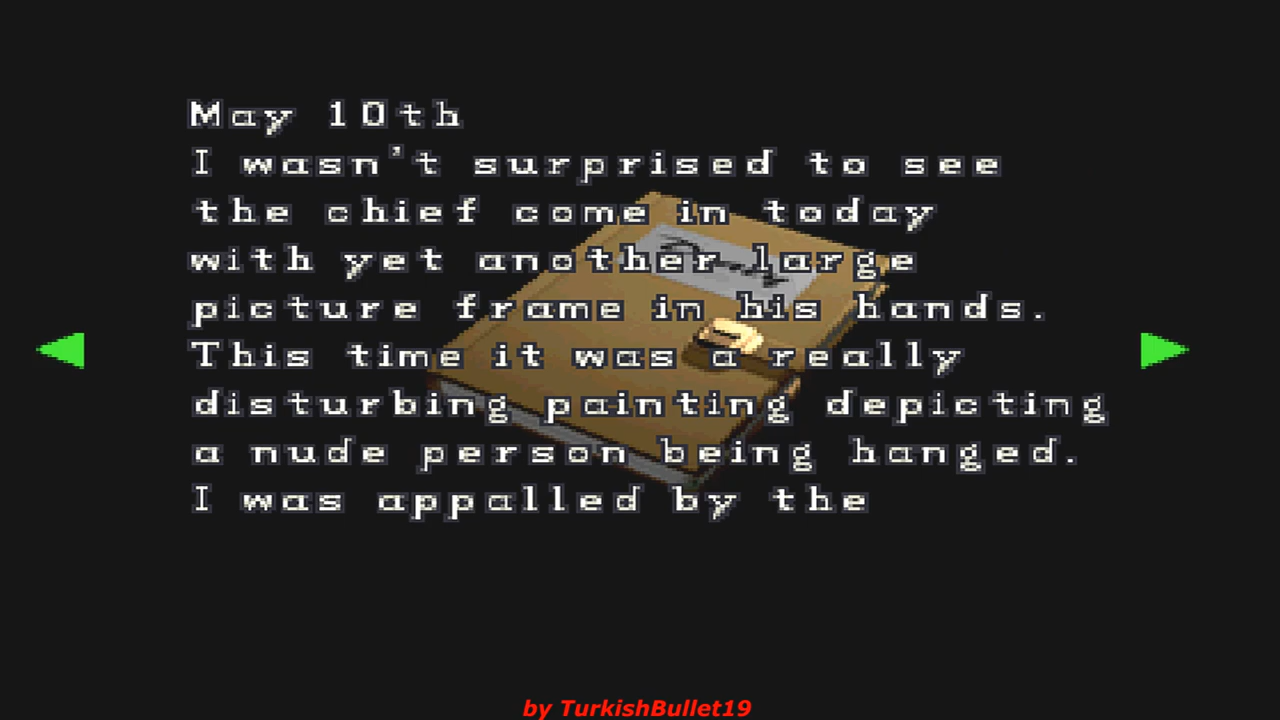 May 10th
I wasn't surprised to see
the chief come in today
with yet another large
picture frame in his hands.
This time it was a really
disturbing painting depicting
a nude person being hanged.
I was appalled by the
Diary
by TurkishBullet19